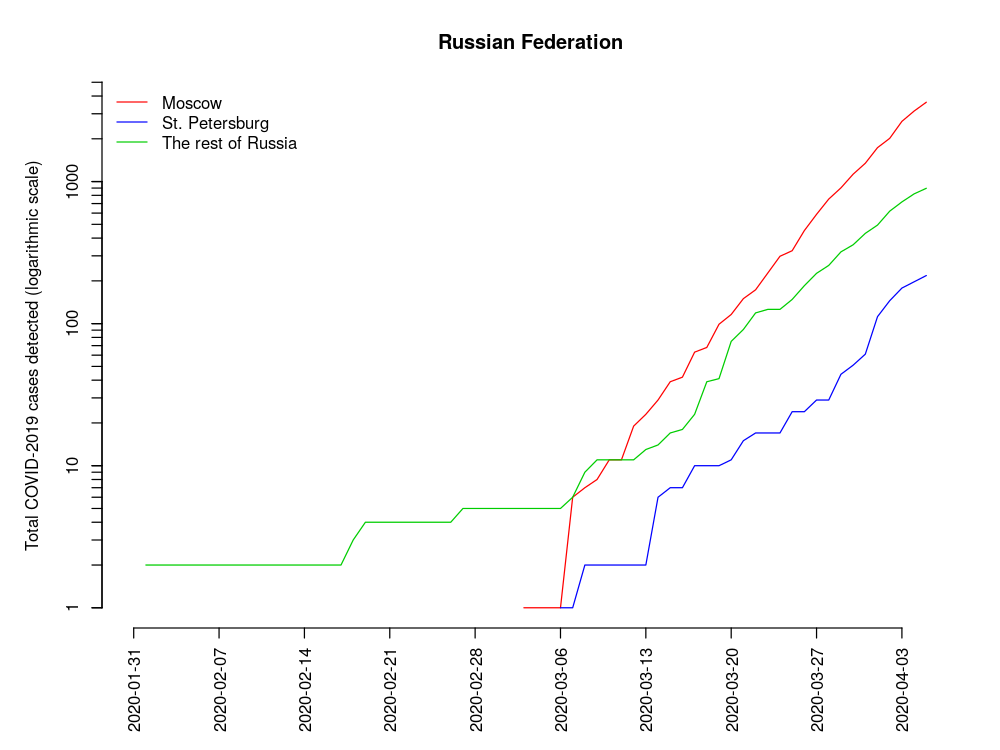 Russian Federation
Moscow
St. Petersburg
The rest of Russia
Total COVID-2019 cases detected (logarithmic scale)
1000
100
10
1
2020-01-31
2020-02-07
2020-02-14
2020-02-21
2020-02-28
2020-03-06
2020-03-13
2020-03-20
2020-03-27
2020-04-03